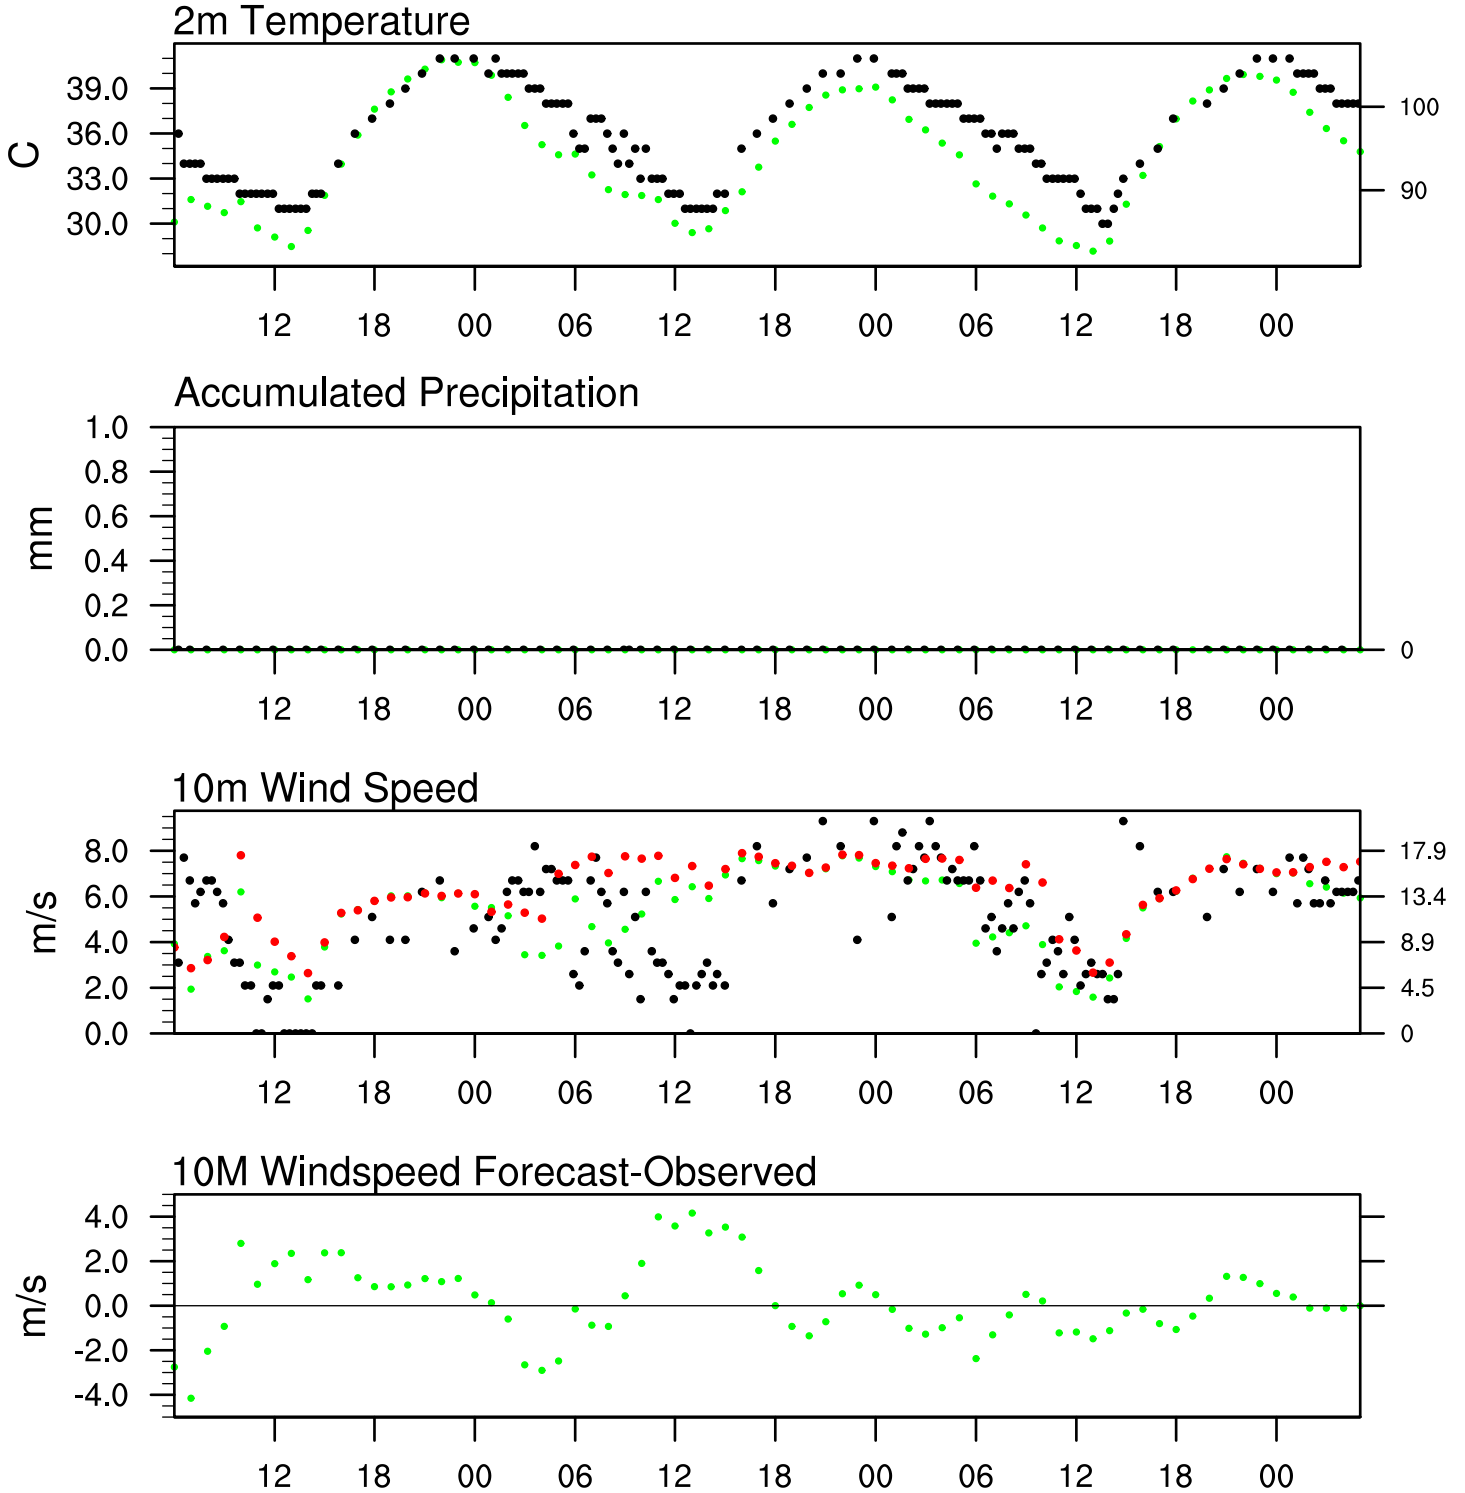 2m Temperature
39.0
36.0
33.0
30.0
C
100
90
12 18 00 06 12 18 00 06 12 18 00
Accumulated Precipitation
1.0
0.8
0.6
0.4
0.2
0.0
mm
0
12 18 00 06 12 18 00 06 12 18 00
10m Wind Speed
8.0
6.0
4.0
2.0
0.0
m/s
17.9
13.4
8.9
4.5
0
12 18 00 06 12 18 00 06 12 18 00
10M Windspeed Forecast-Observed
4.0
2.0
0.0
-2.0
-4.0
m/s
12 18 00 06 12 18 00 06 12 18 00